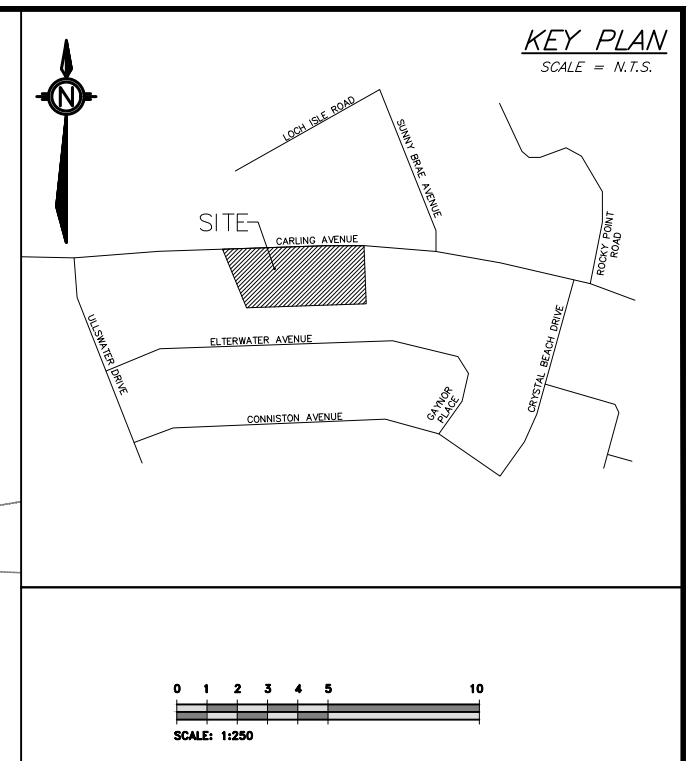 KEY PLAN
SCALE = N.T.S.
N
LOCH ISLE ROAD
SUNNY BRAE AVENUE
ROCKY POINT
ROAD
SITE
CARLING AVENUE
ULLSWATER DRIVE
ELTERWATER AVENUE
CRYSTAL BEACH DRIVE
GAYNOR
PLACE
CONNISTON AVENUE
0 1 2 3 4 5 10
SCALE: 1:250